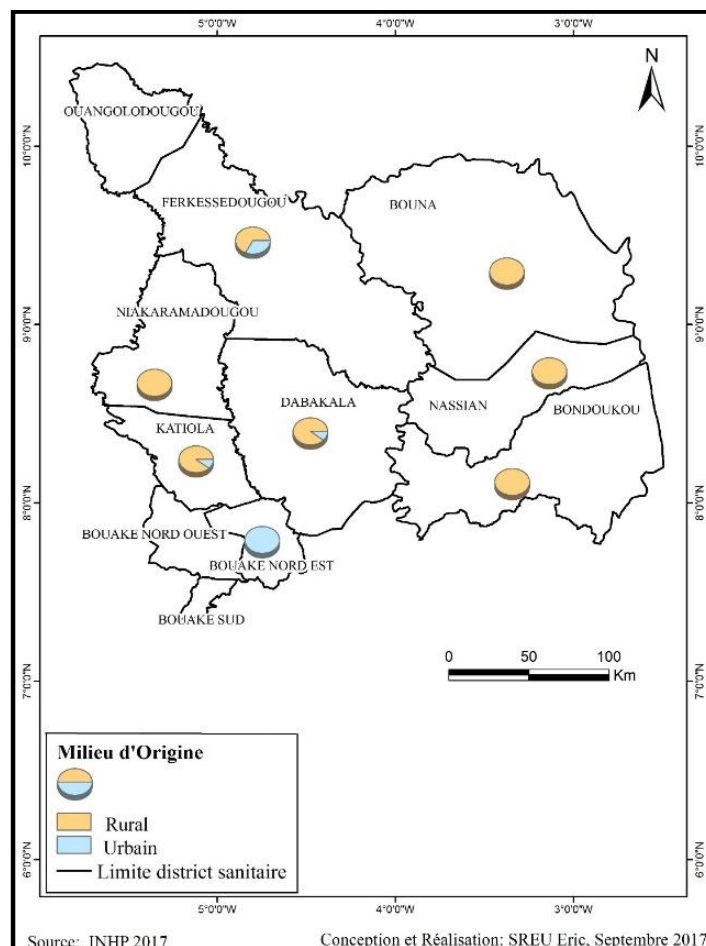 5°0'0"W 4°0'0"W 3°0'0"W
N
OUANGOLODOUGOU
10°0'0"N 10°0'0"N
FERKESSEDOUGOU
BOUNA
NIAKARAMADOUGOU
9°0'0"N 9°0'0"N
DABAKALA
NASSIAN
BONDOUKOU
KATIOLA
8°0'0"N 8°0'0"N
BOUAKE NORD OUEST
BOUAKE NORD EST
BOUAKE SUD
0 50 100
Km
7°0'0"N 7°0'0"N
Milieu d'Origine
Rural
Urbain
Limite district sanitaire
6°0'0"N 6°0'0"N
5°0'0"W 4°0'0"W 3°0'0"W
Source: INHP 2017 Conception et Réalisation: SREU Eric, Septembre 2017